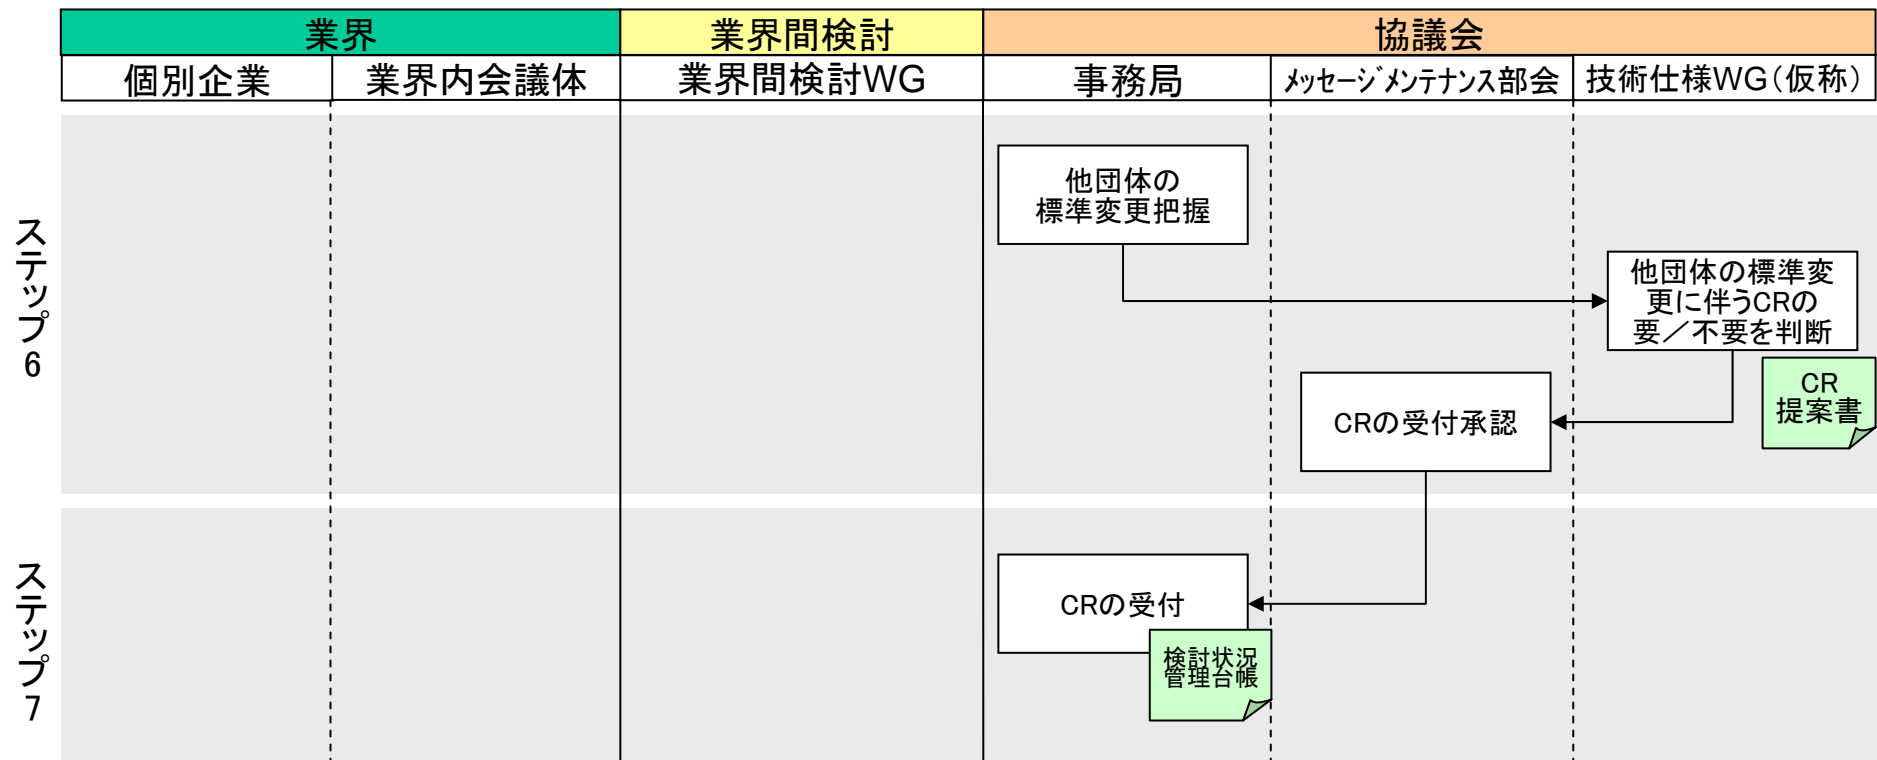 業界
業界間検討
協議会
個別企業
業界内会議体
業界間検討WG
事務局
ﾒｯｾｰｼﾞﾒﾝﾃﾅﾝｽ部会
技術仕様WG(仮称)
ステップ6
他団体の
標準変更把握
他団体の標準変
更に伴うCRの
要／不要を判断
CR
提案書
CRの受付承認
ステップ7
CRの受付
検討状況
管理台帳